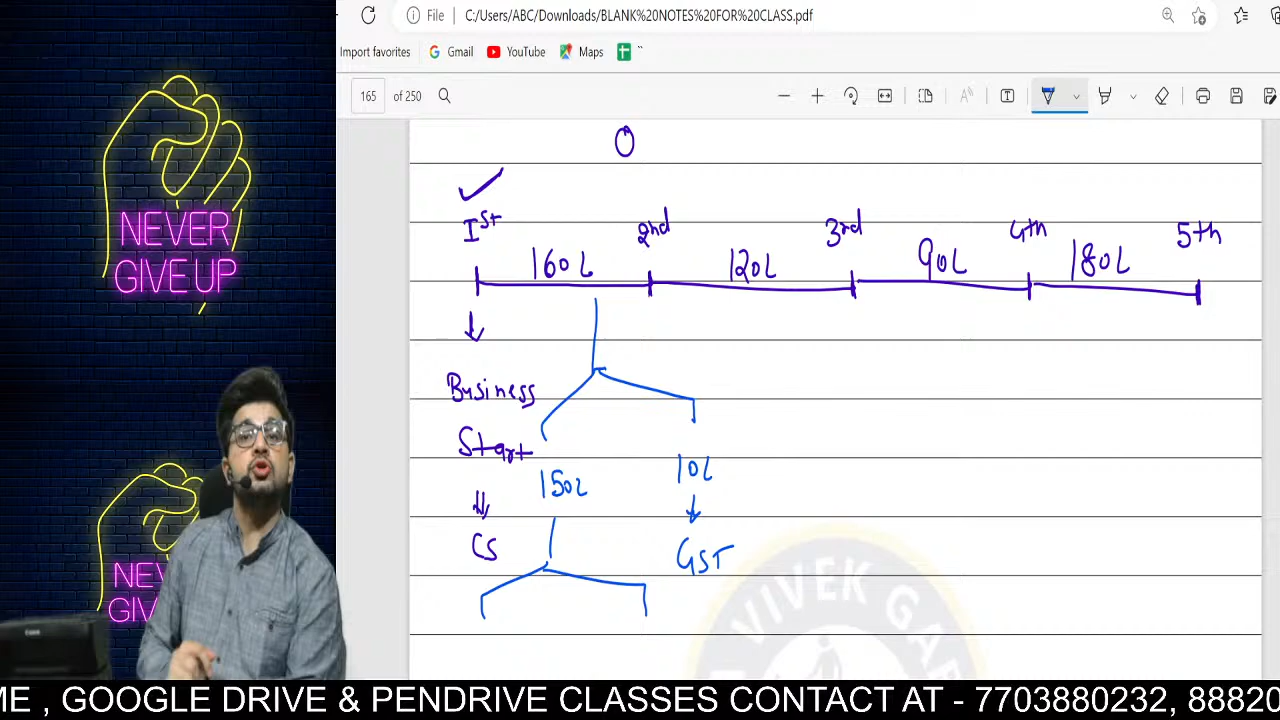 File | C:/Users/ABC/Downloads/BLANK%20NOTES%20FOR%20CLASS.pdf
Import favorites Gmail YouTube Maps
165 of 250
Ist 2nd 3rd 4th 5th
160L 120L 90L 180L
Business
Start
150L 10L
CS GST
NEVER
GIVE UP
NEV
GIV
ME , GOOGLE DRIVE & PENDRIVE CLASSES CONTACT AT - 7703880232, 88820